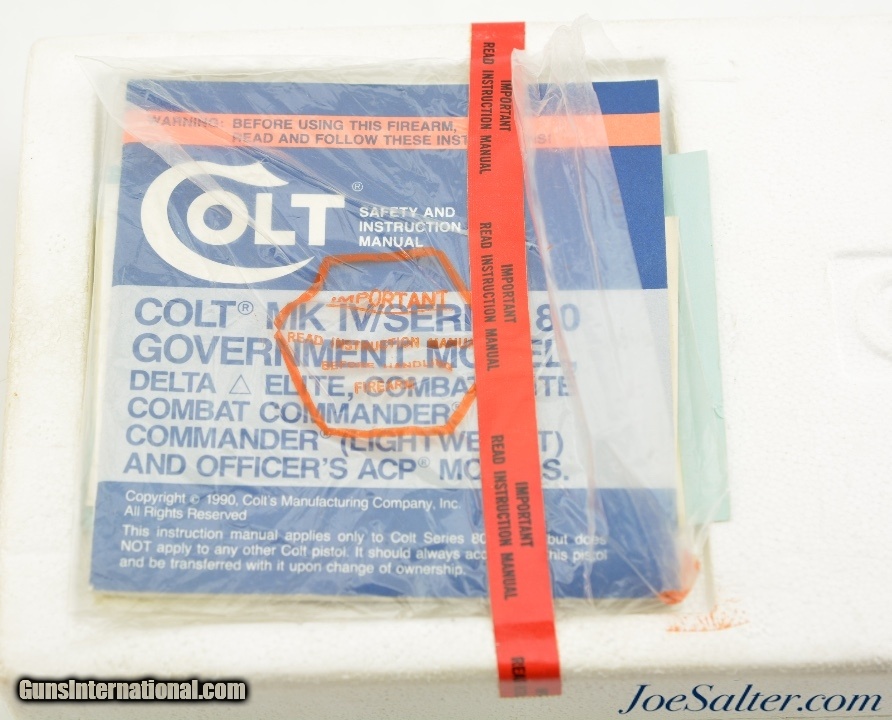 WARNING: BEFORE USING THIS FIREARM,
READ AND FOLLOW THESE
COLT®
SAFETY AND
INSTRUCTION
MANUAL
COLT® MK IV/SERIES 80
GOVERNMENT MODEL,
DELTA △ ELITE, COMBAT ELITE
COMBAT COMMANDER®
COMMANDER® (LIGHTWEIGHT)
AND OFFICER'S ACP® MODELS.
IMPORTANT
READ INSTRUCTION MANUAL
BEFORE HANDLING
FIREARM
Copyright © 1990, Colt's Manufacturing Company, Inc.
All Rights Reserved
This instruction manual applies only to Colt Series 80 but does
NOT apply to any other Colt pistol. It should always this pistol
and be transferred with it upon change of ownership.
IMPORTANT
READ INSTRUCTION MANUAL
IMPORTANT
READ INSTRUCTION MANUAL
IMPORTANT
READ INSTRUCTION MANUAL
READ
GunsInternational.com
JoeSalter.com